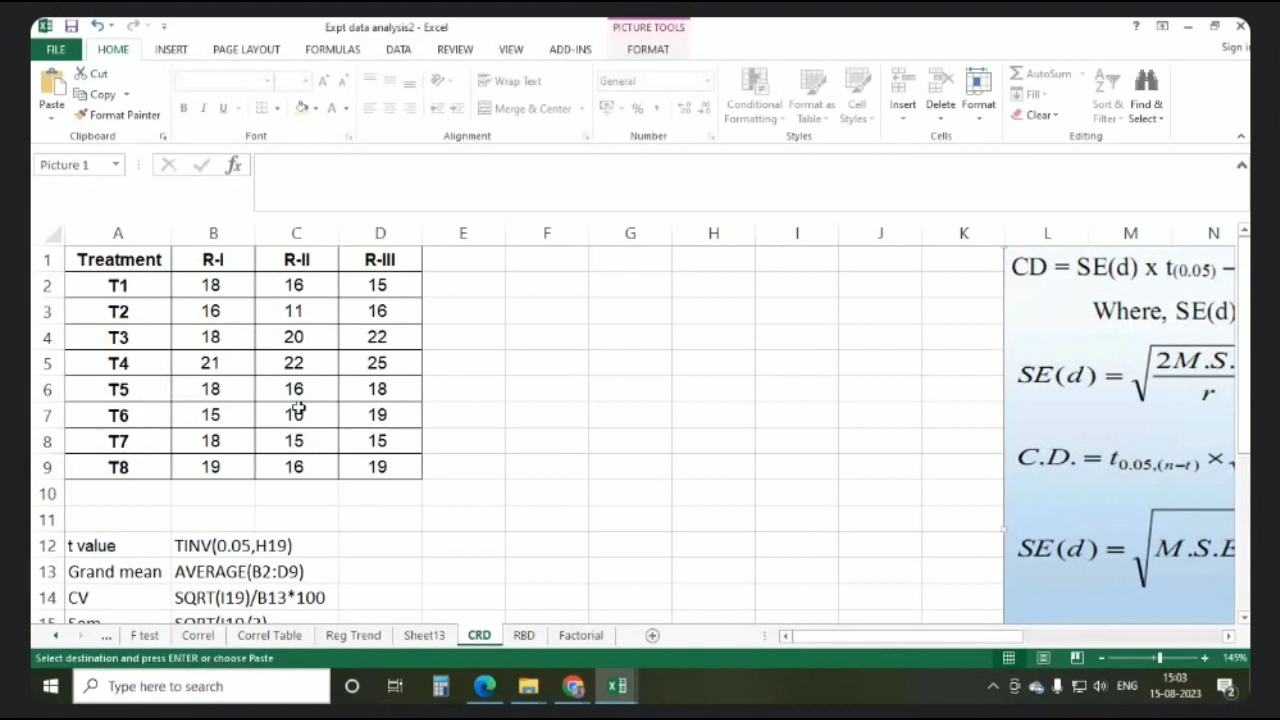 Expt data analysis2 - Excel
PICTURE TOOLS
?
FILE HOME INSERT PAGE LAYOUT FORMULAS DATA REVIEW VIEW ADD-INS FORMAT
Sign in
Paste
Cut
Copy
Format Painter
Clipboard
B I U
Font
Wrap Text
Merge & Center
Alignment
General
%
Number
Conditional Formatting
Format as Table
Cell Styles
Styles
Insert
Delete
Format
Cells
AutoSum
Fill
Clear
Sort & Filter
Find & Select
Editing
Picture 1
fx
A B C D E F G H I J K L M N
1 Treatment R-I R-II R-III
2 T1 18 16 15
3 T2 16 11 16
4 T3 18 20 22
5 T4 21 22 25
6 T5 18 16 18
7 T6 15 19
8 T7 18 15 15
9 T8 19 16 19
10
11
12 t value TINV(0.05,H19)
13 Grand mean AVERAGE(B2:D9)
14 CV SQRT(I19)/B13*100
CD = SE(d) x t(0.05) –
Where, SE(d)
SE(d) = √ 2M.S. / r
C.D. = t0.05,(n-t) ×
SE(d) = √ M.S.E
... F test Correl Correl Table Reg Trend Sheet13 CRD RBD Factorial
Select destination and press ENTER or choose Paste
145%
Type here to search
ENG
15:03
15-08-2023
2